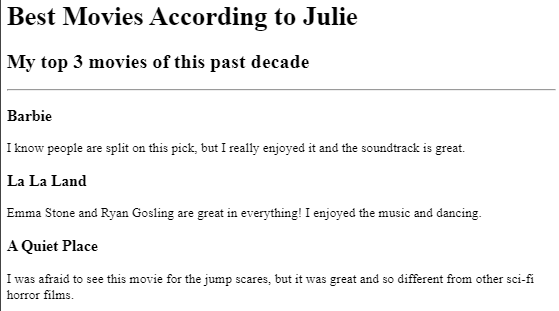 Best Movies According to Julie
My top 3 movies of this past decade
Barbie
I know people are split on this pick, but I really enjoyed it and the soundtrack is great.
La La Land
Emma Stone and Ryan Gosling are great in everything! I enjoyed the music and dancing.
A Quiet Place
I was afraid to see this movie for the jump scares, but it was great and so different from other sci-fi
horror films.